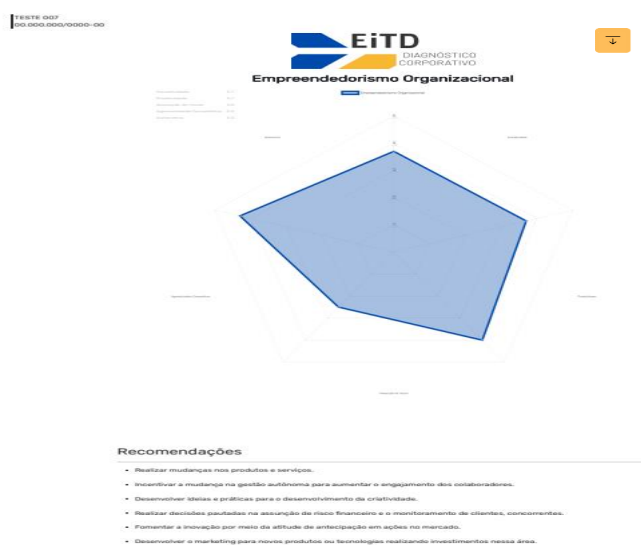 TESTE 007
00.000.000/0000-00
EiTD
DIAGNÓSTICO
CORPORATIVO
Empreendedorismo Organizacional
Empreendedorismo Organizacional
Recomendações
- Realizar mudanças nos produtos e serviços.
- Incentivar a mudança na gestão autônoma para aumentar o engajamento dos colaboradores.
- Desenvolver ideias e práticas para o desenvolvimento da criatividade.
- Realizar decisões pautadas na assunção de risco financeiro e o monitoramento de clientes, concorrentes.
- Fomentar a inovação por meio da atitude de antecipação em ações no mercado.
- Desenvolver o marketing para novos produtos ou tecnologias realizando investimentos nessa área.